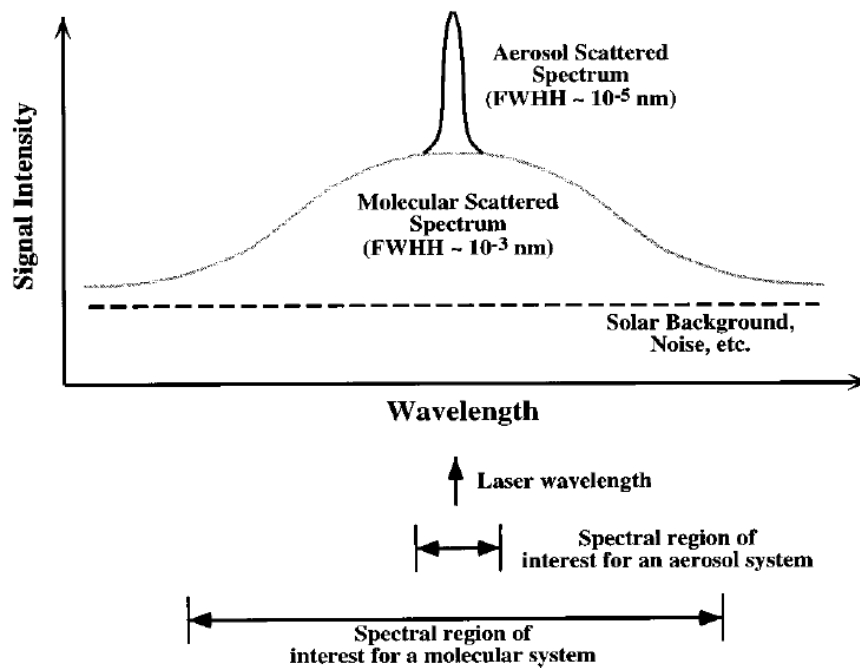 Signal Intensity
Aerosol Scattered
Spectrum
(FWHH ~ 10-5 nm)
Molecular Scattered
Spectrum
(FWHH ~ 10-3 nm)
Solar Background,
Noise, etc.
Wavelength
Laser wavelength
Spectral region of
interest for an aerosol system
Spectral region of
interest for a molecular system